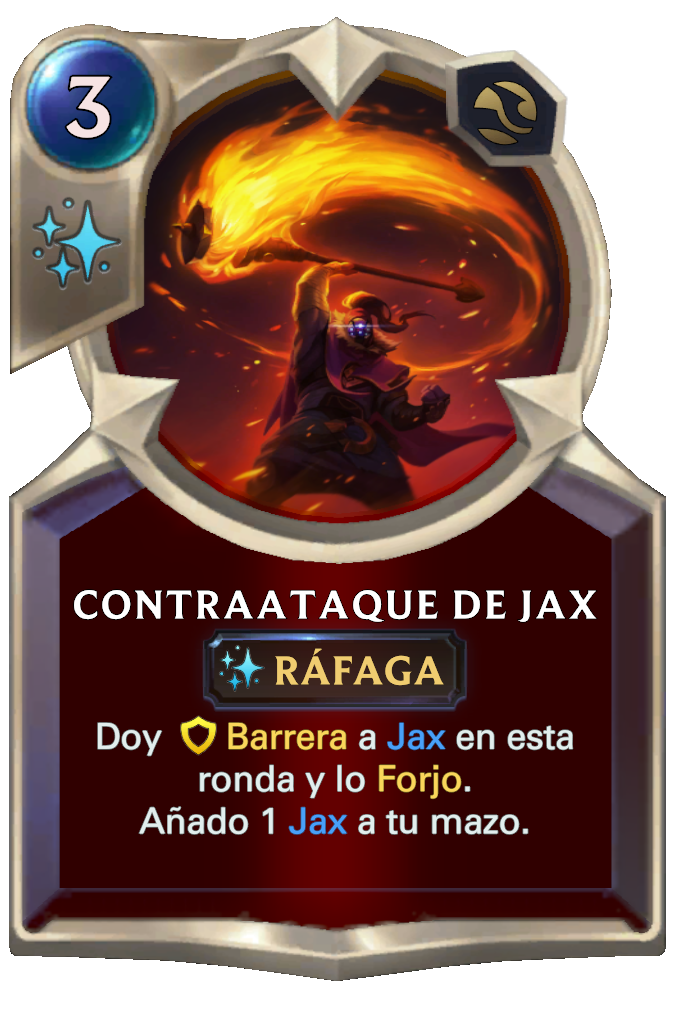 3
CONTRAATAQUE DE JAX
RÁFAGA
Doy Barrera a Jax en esta
ronda y lo Forjo.
Añado 1 Jax a tu mazo.